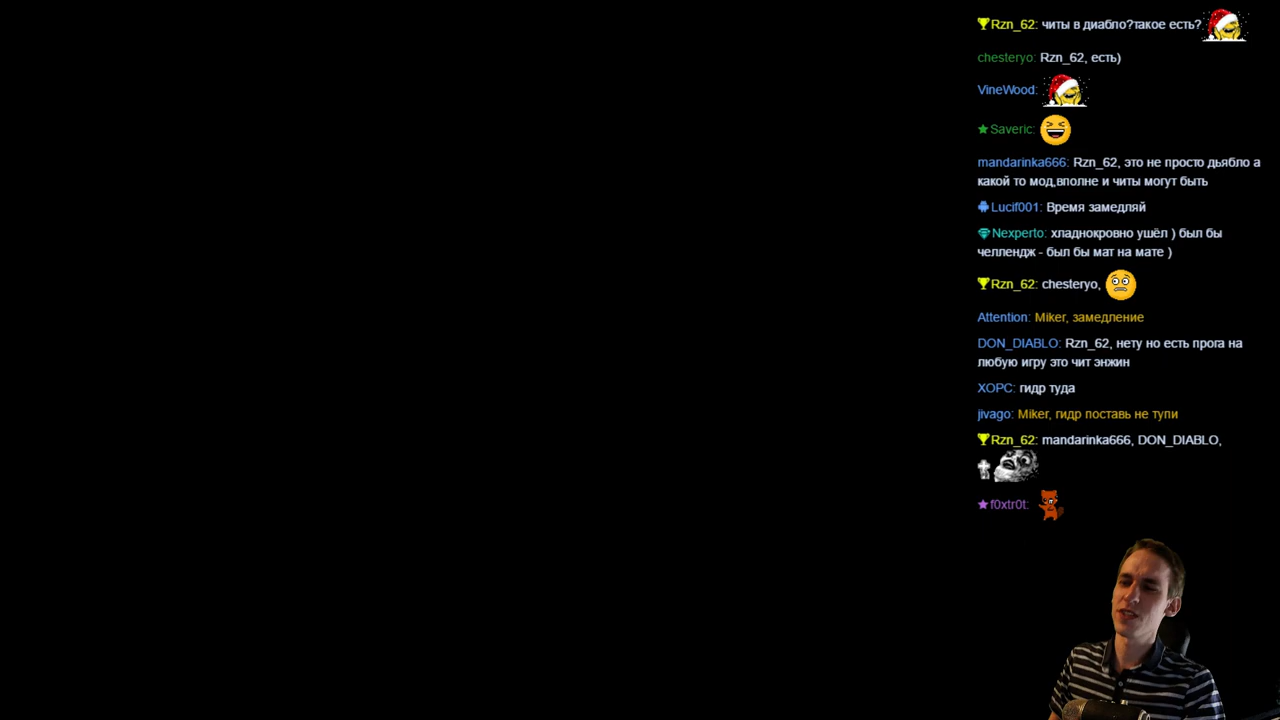 Rzn_62: читы в диабло?такое есть?
chesteryo: Rzn_62, есть)
VineWood:
Saveric:
mandarinka666: Rzn_62, это не просто дьябло а
какой то мод,вполне и читы могут быть
Lucif001: Время замедляй
Nexperto: хладнокровно ушёл ) был бы
челлендж - был бы мат на мате )
Rzn_62: chesteryo,
Attention: Miker, замедление
DON_DIABLO: Rzn_62, нету но есть прога на
любую игру это чит энжин
XOPC: гидр туда
jivago: Miker, гидр поставь не тупи
Rzn_62: mandarinka666, DON_DIABLO,
f0xtr0t: